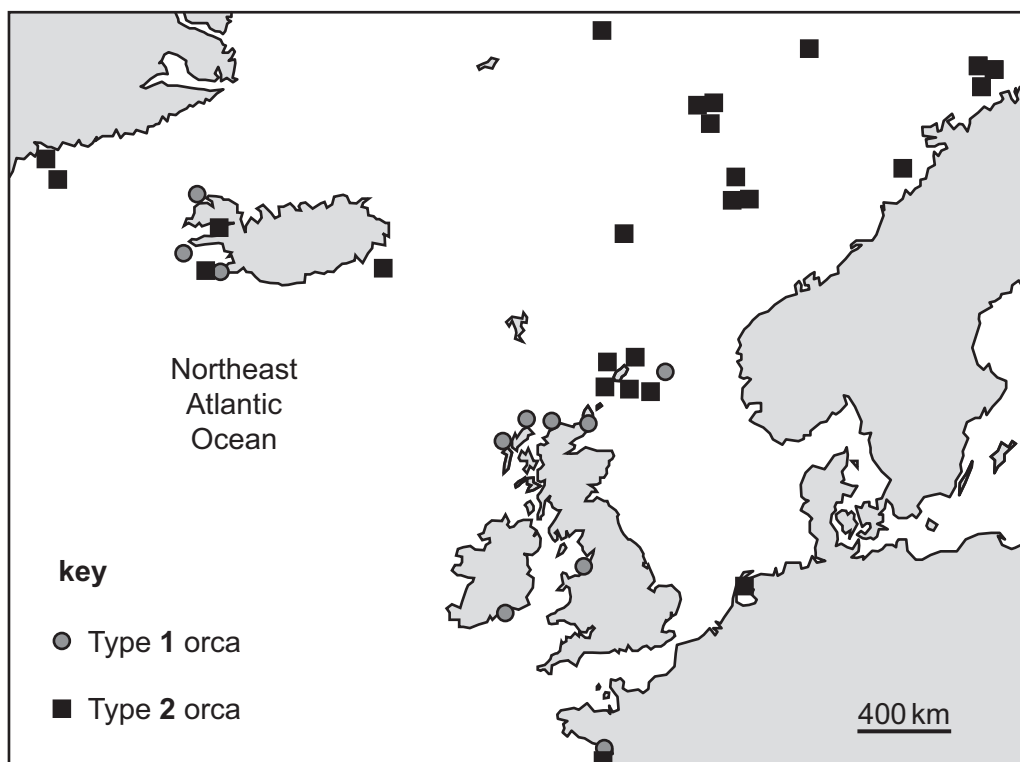 Northeast
Atlantic
Ocean
key
Type 1 orca
Type 2 orca
400 km